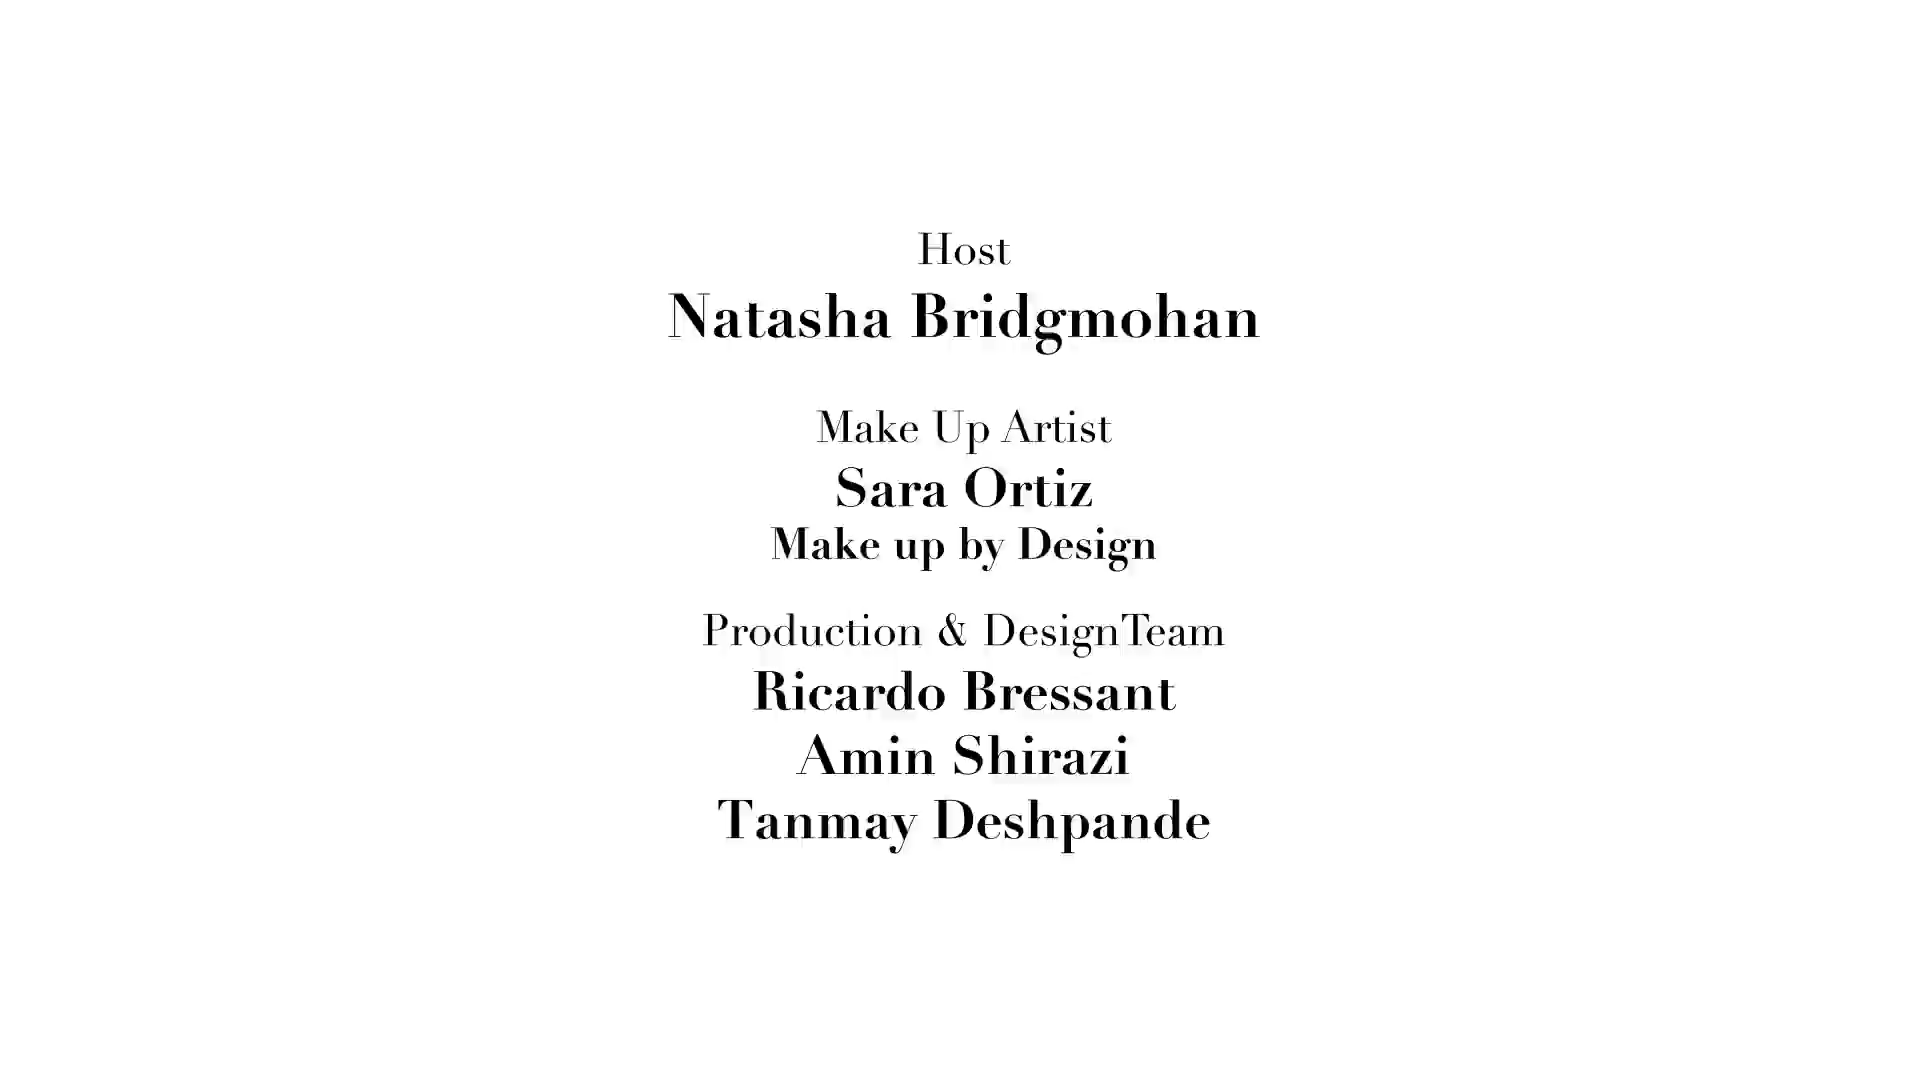 Host
Natasha Bridgmohan
Make Up Artist
Sara Ortiz
Make up by Design
Production & DesignTeam
Ricardo Bressant
Amin Shirazi
Tanmay Deshpande